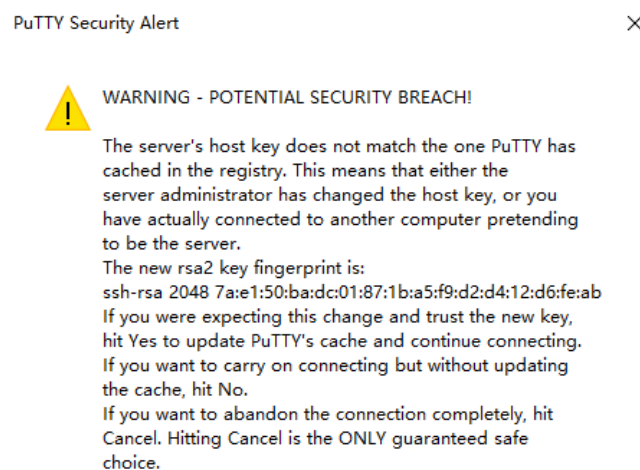 PuTTY Security Alert
WARNING - POTENTIAL SECURITY BREACH!
The server's host key does not match the one PuTTY has
cached in the registry. This means that either the
server administrator has changed the host key, or you
have actually connected to another computer pretending
to be the server.
The new rsa2 key fingerprint is:
ssh-rsa 2048 7a:e1:50:ba:dc:01:87:1b:a5:f9:d2:d4:12:d6:fe:ab
If you were expecting this change and trust the new key,
hit Yes to update PuTTY's cache and continue connecting.
If you want to carry on connecting but without updating
the cache, hit No.
If you want to abandon the connection completely, hit
Cancel. Hitting Cancel is the ONLY guaranteed safe
choice.